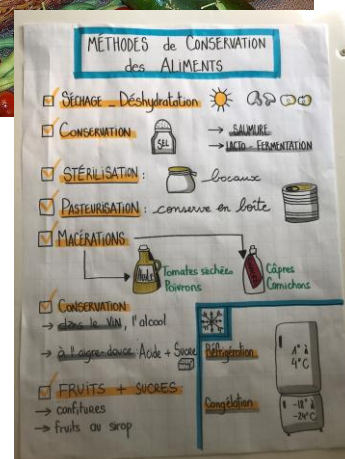 MÉTHODES de CONSERVATION
des ALIMENTS
SÉCHAGE _ Déshydratation
CONSERVATION
SEL
→ SAUMURE
→ LACTO - FERMENTATION
STÉRILISATION :
bocaux
PASTEURISATION : conserve en boîte
MACÉRATIONS
Huile
Tomates séchées
Poivrons
Câpres
Cornichons
CONSERVATION
→ dans le VIN, l'alcool
→ à l'aigre-douce : Acide + Sucre
Réfrigération
1° à
4°C
FRUITS + SUCRES
→ confitures
→ fruits au sirop
Congélation
-18° à
-24°C